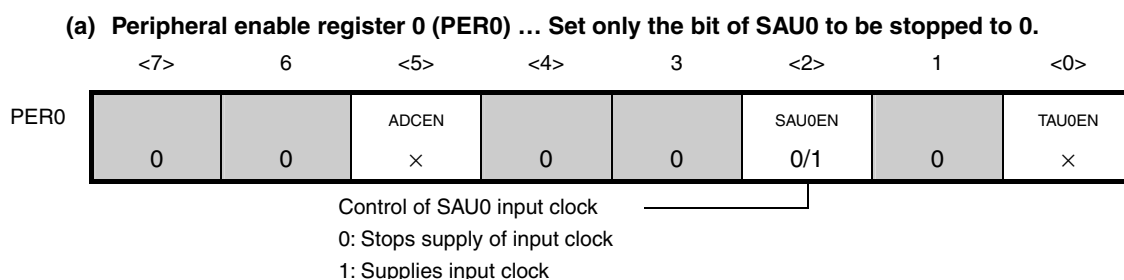 (a) Peripheral enable register 0 (PER0) … Set only the bit of SAU0 to be stopped to 0.
<7> 6 <5> <4> 3 <2> 1 <0>
PER0 ADCEN SAU0EN TAU0EN
0 0 × 0 0 0/1 0 ×
Control of SAU0 input clock
0: Stops supply of input clock
1: Supplies input clock